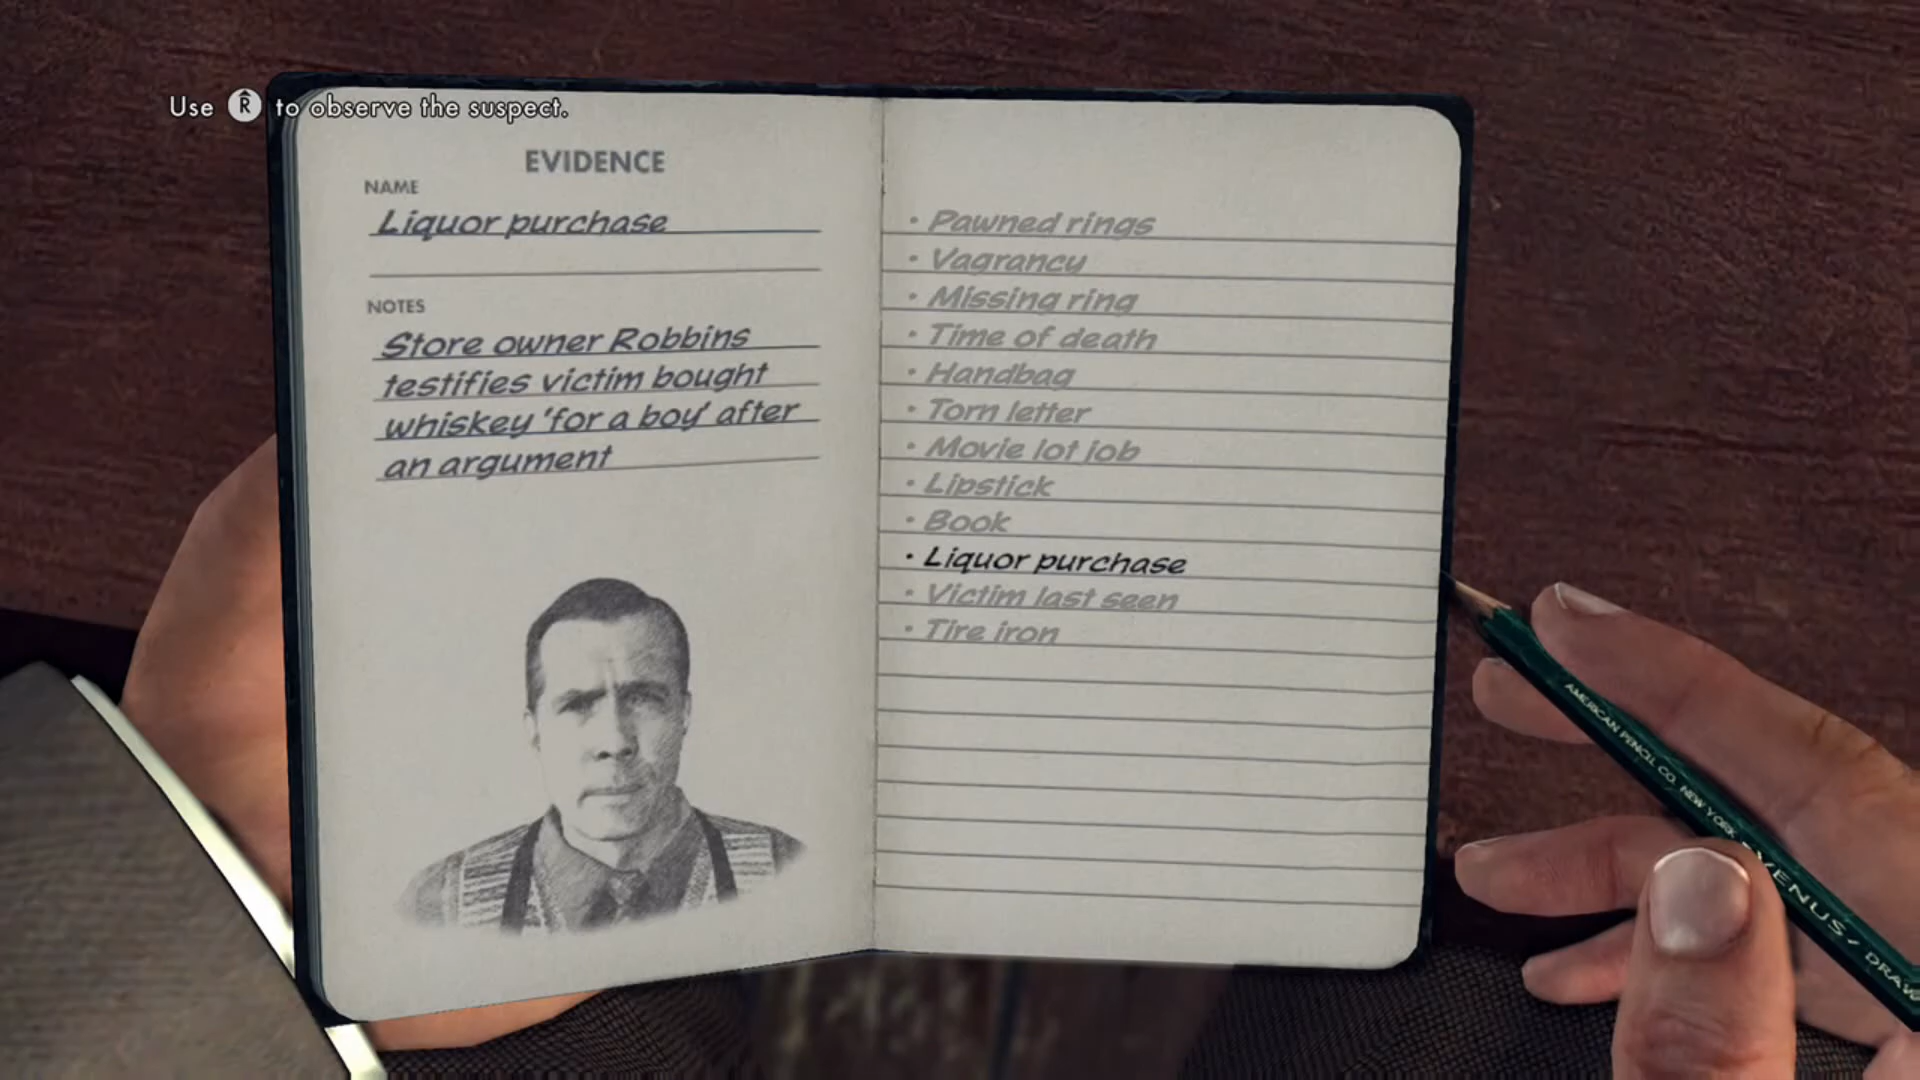 Use R to observe the suspect.
EVIDENCE
NAME
Liquor purchase
NOTES
Store owner Robbins
testifies victim bought
whiskey 'for a boy' after
an argument
• Pawned rings
• Vagrancy
• Missing ring
• Time of death
• Handbag
• Torn letter
• Movie lot job
• Lipstick
• Book
• Liquor purchase
• Victim last seen
• Tire iron
AMERICAN PENCIL CO. NEW YORK VENUS